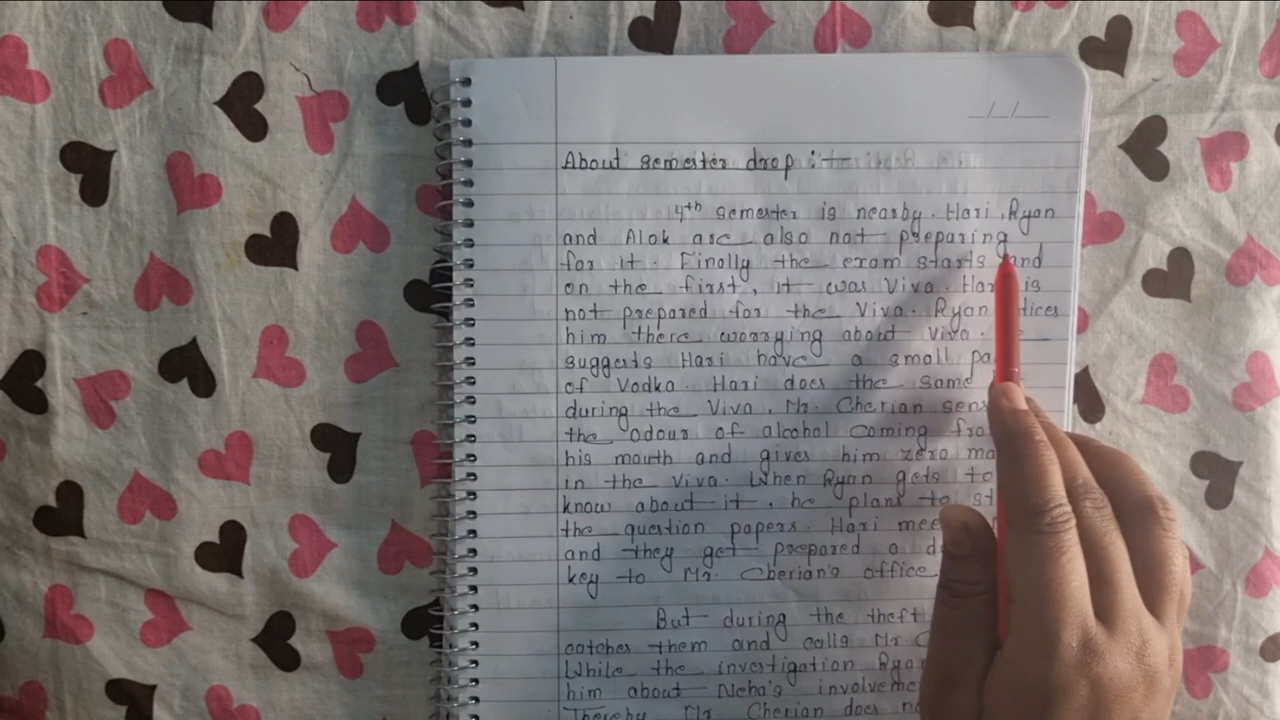 _/_/__
About semester drop :-
4th semester is nearby. Hari, Ryan
and Alok are also not preparing
for it. Finally the exam starts and
on the first, it was Viva. Hari is
not prepared for the Viva. Ryan
him there worrying about Viva.
suggests Hari have a small
of Vodka. Hari does the same
during the Viva, Mr. Cherian
the odour of alcohol coming
his mouth and gives him zero
in the Viva. When Ryan gets to
know about it, he plans to
the question papers. Hari
and they get prepared a
key to Mr. Cherian's office.
But during the theft
catches them and calls Mr.
While the investigation
him about Neha's
Thereby Mr. Cherian does